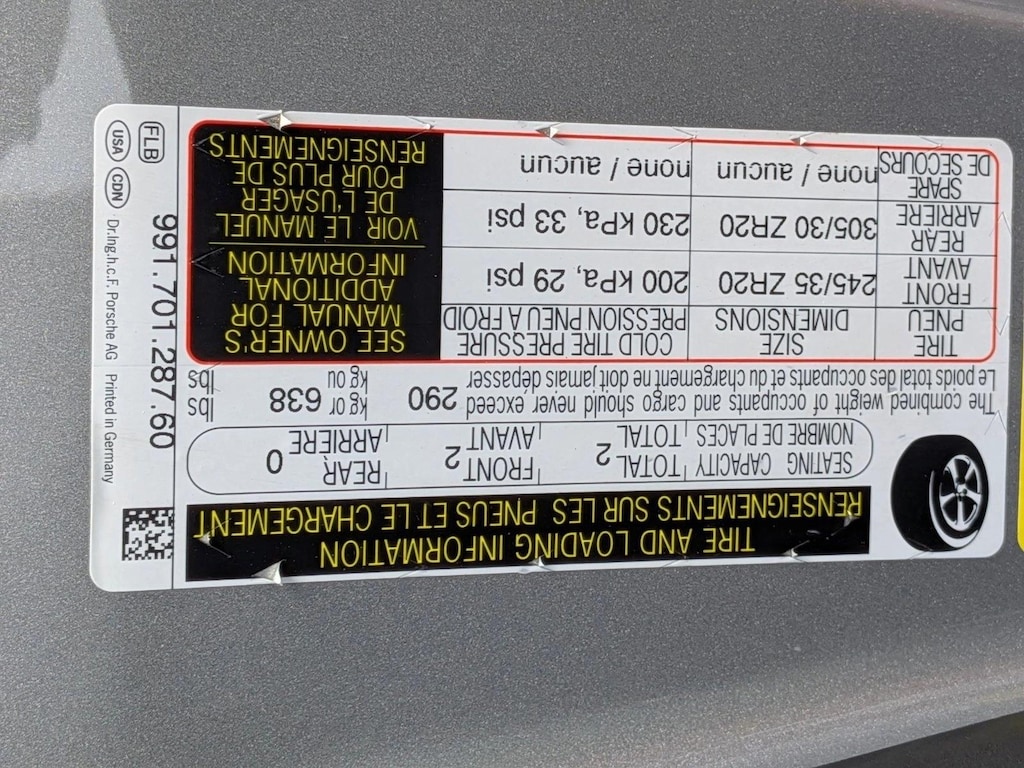 TIRE AND LOADING INFORMATION
RENSEIGNEMENTS SUR LES PNEUS ET LE CHARGEMENT
SEATING CAPACITY TOTAL 2 FRONT 2 REAR 0
NOMBRE DE PLACES TOTAL AVANT ARRIÈRE
The combined weight of occupants and cargo should never exceed 290 kg or 638 lbs
Le poids total des occupants et du chargement ne doit jamais dépasser kg ou lbs
TIRE SIZE COLD TIRE PRESSURE
PNEU DIMENSIONS PRESSION PNEU A FROID
FRONT
AVANT 245/35 ZR20 200 kPa, 29 psi
REAR
ARRIÈRE 305/30 ZR20 230 kPa, 33 psi
SPARE
DE SECOURS none / aucun none / aucun
SEE OWNER'S
MANUAL FOR
ADDITIONAL
INFORMATION
VOIR LE MANUEL
DE L'USAGER
POUR PLUS DE
RENSEIGNEMENTS
991.701.287.60
FLB
USA CDN Dr.Ing.h.c.F. Porsche AG Printed in Germany